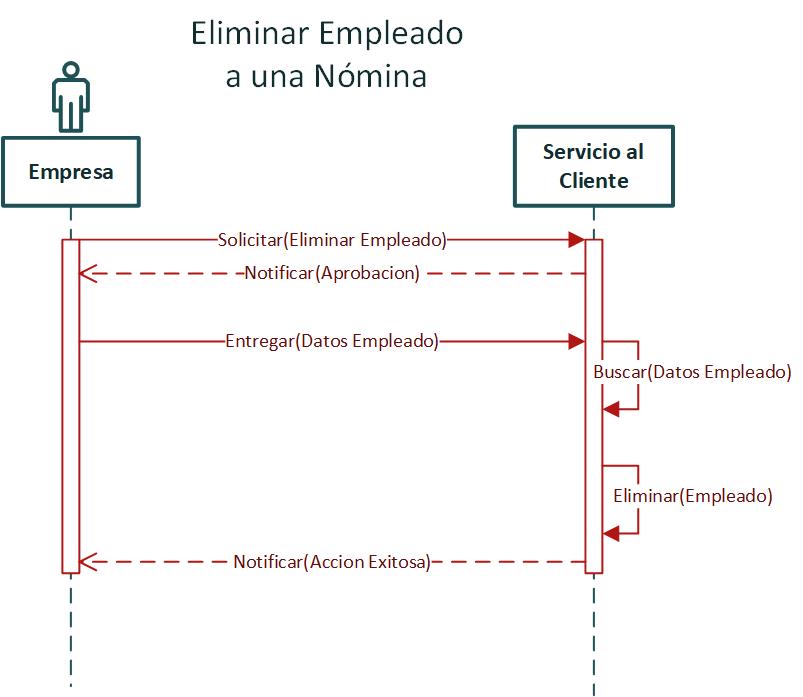 Eliminar Empleado
a una Nómina
Empresa
Servicio al
Cliente
Solicitar(Eliminar Empleado)
Notificar(Aprobacion)
Entregar(Datos Empleado)
Buscar(Datos Empleado)
Eliminar(Empleado)
Notificar(Accion Exitosa)